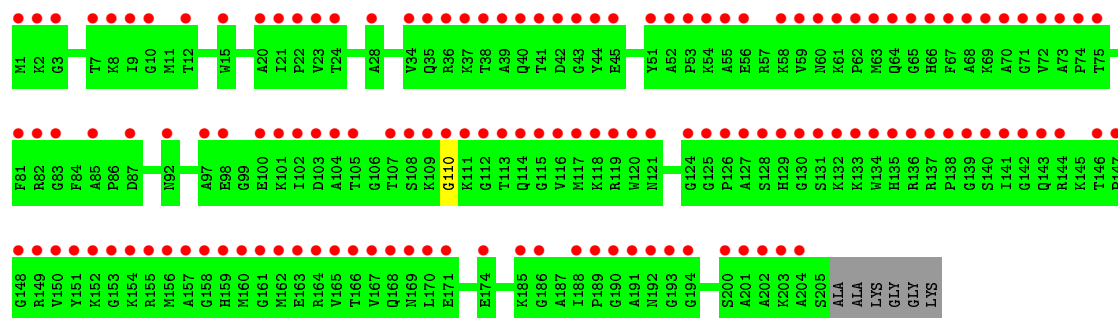 M1 K2 G3 T7 K8 I9 G10 M11 T12 W15 A20 I21 P22 V23 T24 A28 V34 Q35 R36 K37 T38 A39 Q40 T41 D42 G43 Y44 E45 Y51 A52 P53 K54 A55 E56 R57 K58 V59 N60 K61 P62 M63 Q64 G65 H66 F67 A68 K69 A70 G71 V72 A73 P74 T75
F81 R82 G83 F84 A85 P86 D87 N92 A97 E98 G99 E100 K101 I102 D103 A104 T105 G106 T107 S108 K109 G110 K111 G112 T113 Q114 G115 V116 M117 K118 R119 W120 N121 G124 G125 P126 A127 S128 H129 G130 S131 K132 K133 W134 H135 R136 R137 P138 G139 S140 I141 G142 Q143 R144 K145 T146
G148 R149 V150 Y151 K152 G153 K154 R155 M156 A157 G158 H159 M160 G161 M162 E163 R164 V165 T166 V167 Q168 N169 L170 E171 E174 K185 G186 A187 I188 P189 G190 A191 N192 G193 G194 S200 A201 A202 K203 A204 S205 ALA ALA LYS GLY GLY LYS